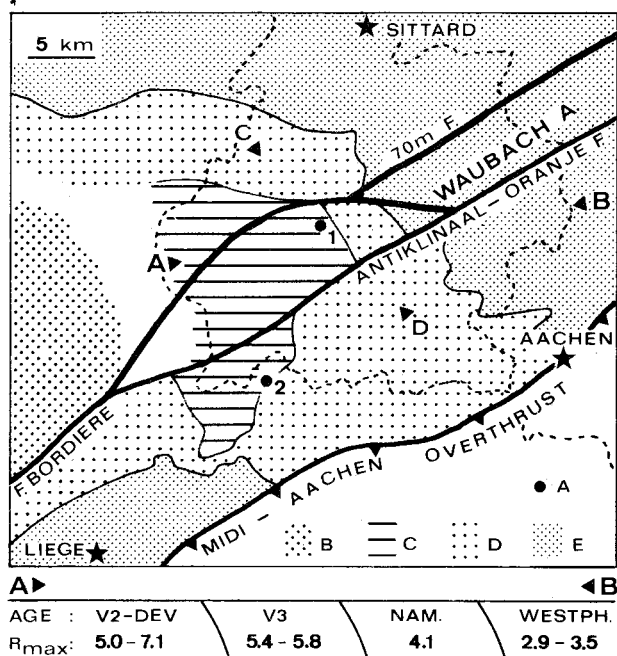 SITTARD
5 km
C
70m F
WAUBACH A
ANTIKLINAAL-ORANJE F
B
1
A
D
AACHEN
2
F BORDIERE
MIDI - AACHEN OVERTHRUST
A
LIEGE
B C D E
A B
AGE : V2-DEV V3 NAM. WESTPH.
Rmax: 5.0-7.1 5.4-5.8 4.1 2.9-3.5